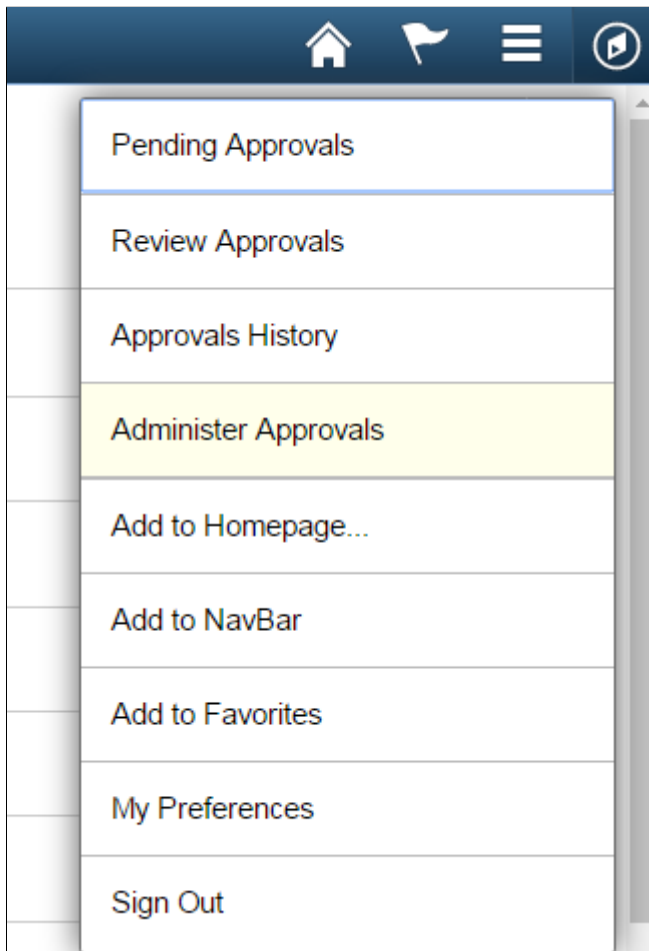 Pending Approvals
Review Approvals
Approvals History
Administer Approvals
Add to Homepage...
Add to NavBar
Add to Favorites
My Preferences
Sign Out